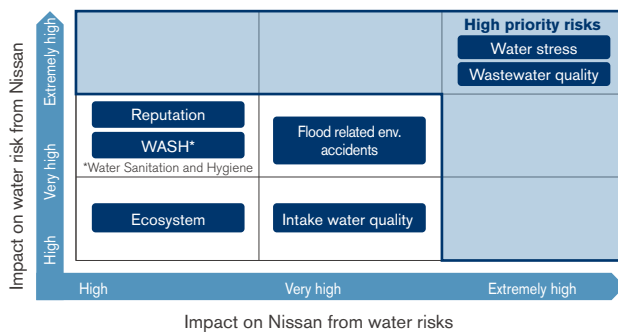 Impact on water risk from Nissan
Extremely high
Very high
High
High priority risks
Water stress
Wastewater quality
Reputation
WASH*
*Water Sanitation and Hygiene
Flood related env.
accidents
Ecosystem
Intake water quality
High
Very high
Extremely high
Impact on Nissan from water risks